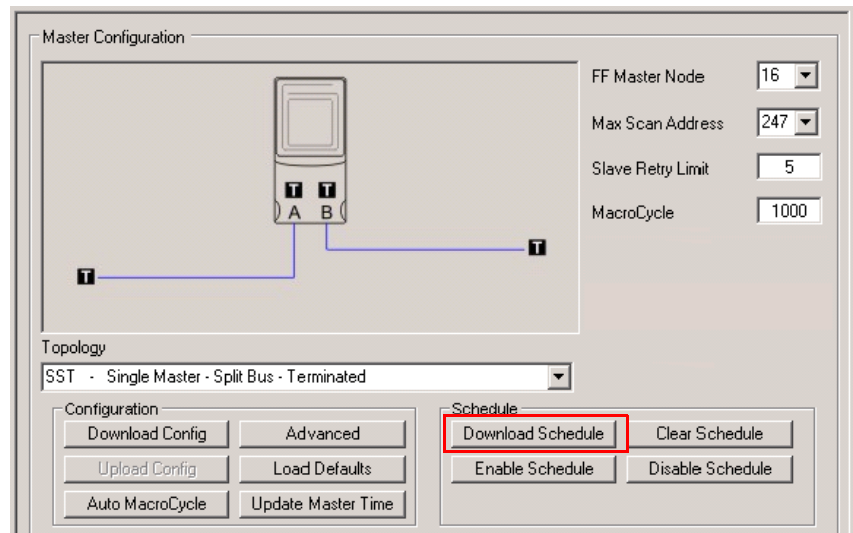 Master Configuration
FF Master Node 16
Max Scan Address 247
Slave Retry Limit 5
MacroCycle 1000
T T
A B
T
T
Topology
SST - Single Master - Split Bus - Terminated
Configuration
Download Config Advanced
Upload Config Load Defaults
Auto MacroCycle Update Master Time
Schedule
Download Schedule Clear Schedule
Enable Schedule Disable Schedule